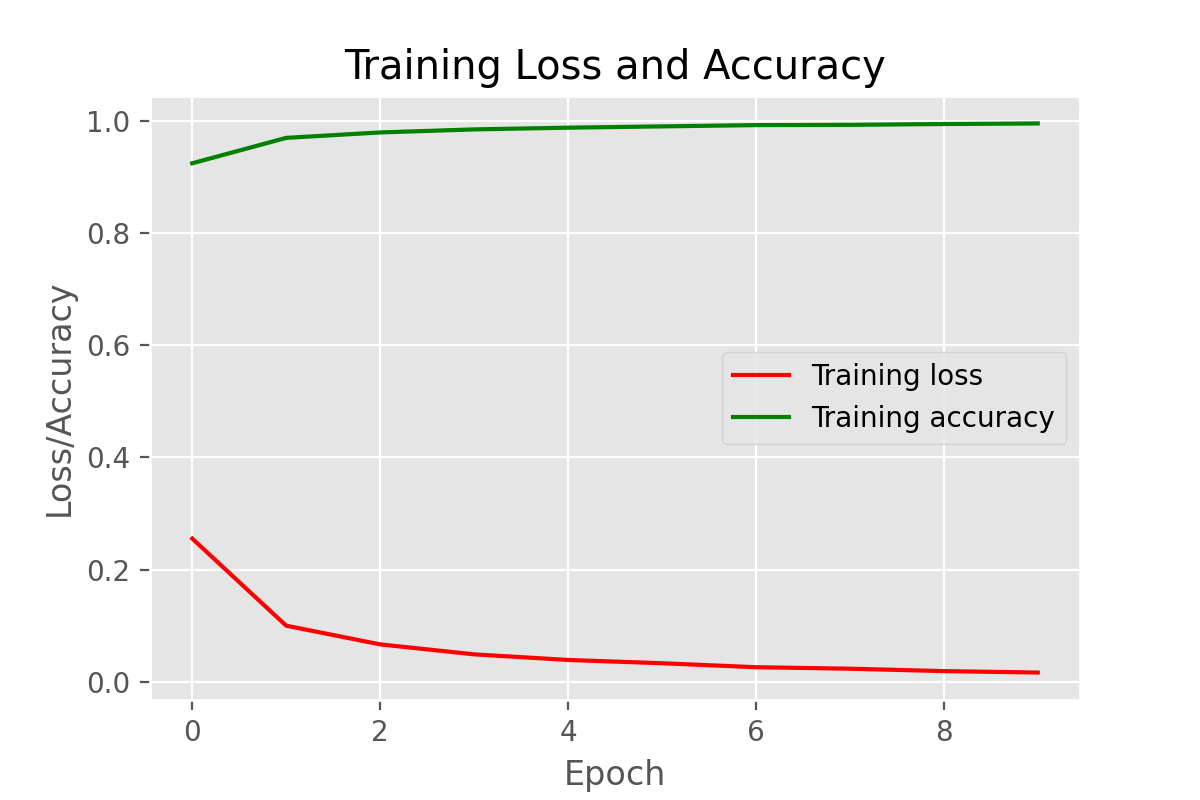 Training Loss and Accuracy
1.0
0.8
0.6
0.4
0.2
0.0
Loss/Accuracy
Training loss
Training accuracy
0 2 4 6 8
Epoch